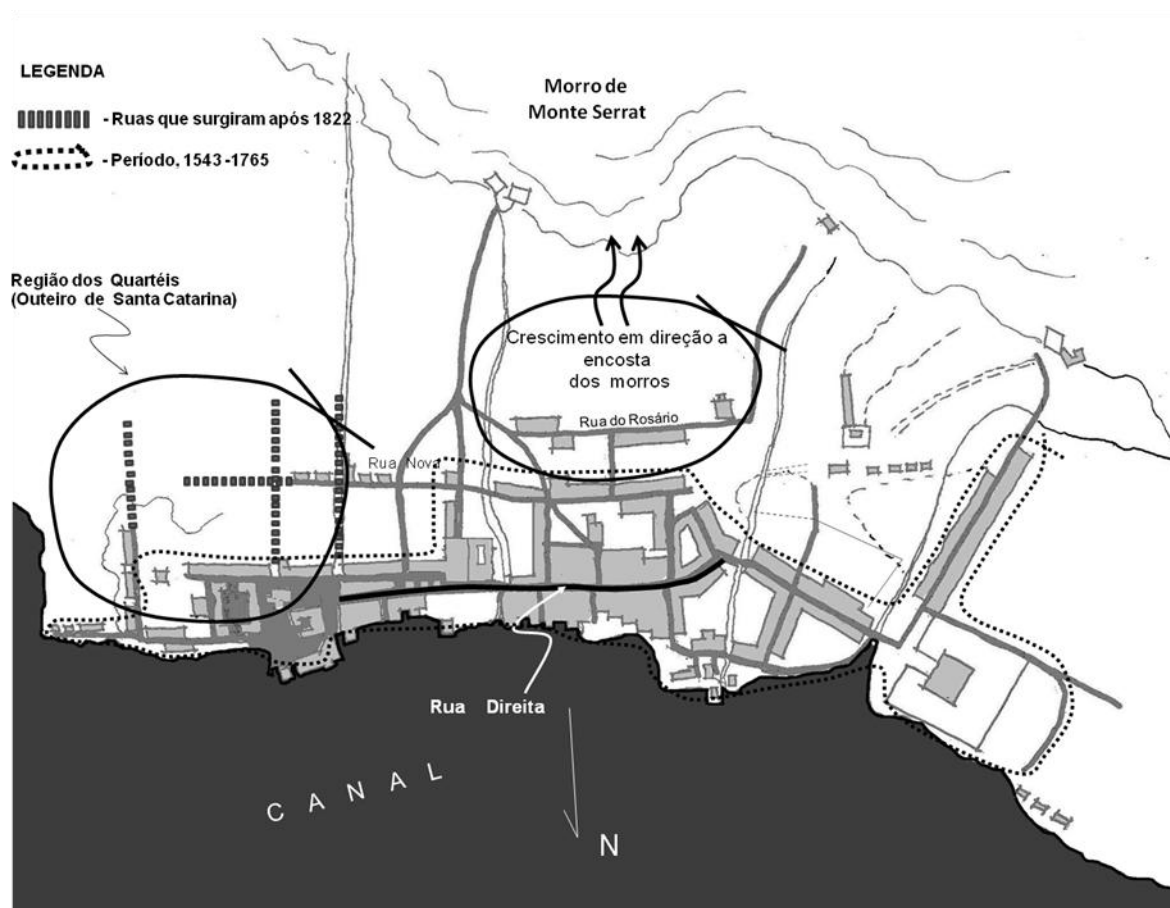 LEGENDA
- Ruas que surgiram após 1822
- Período, 1543-1765
Morro de
Monte Serrat
Região dos Quartéis
(Outeiro de Santa Catarina)
Crescimento em direção a
encosta
dos morros
Rua do Rosário
Rua Nova
Rua Direita
CANAL
N